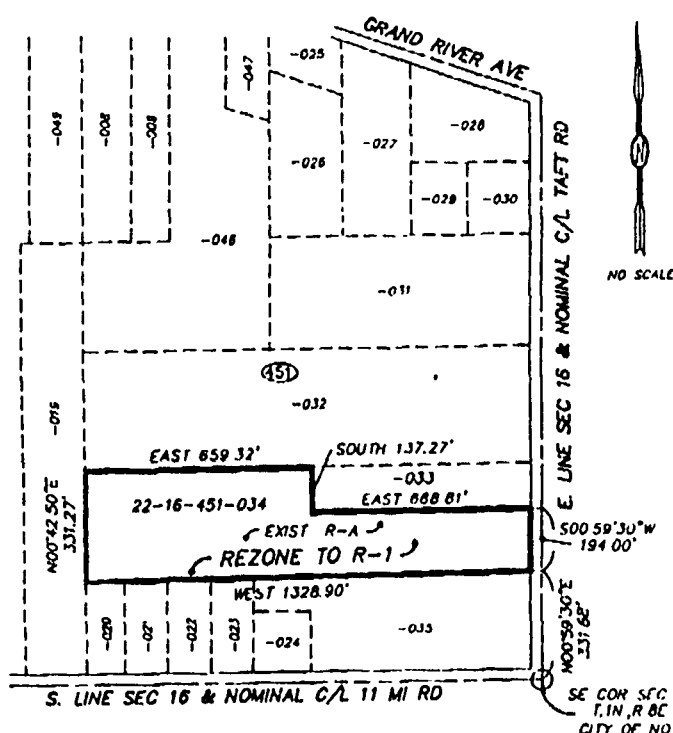 GRAND RIVER AVE
-025
-047
-049
-008
-008
-028
-027
-026
-029
-030
-046
NO SCALE
-031
E. LINE SEC 16 & NOMINAL C/L TAFT RD
451
-032
-019
EAST 659.32'
SOUTH 137.27'
-033
22-16-451-034
EAST 668.81'
N00°42'50"E
331.27'
EXIST R-A
S00°59'30"W
194.00'
REZONE TO R-1
WEST 1328.90'
N00°59'30"E
331.62'
-020
-021
-022
-023
-024
-035
S. LINE SEC 16 & NOMINAL C/L 11 MI RD
SE COR SEC
T.1N.,R 8E
CITY OF NO